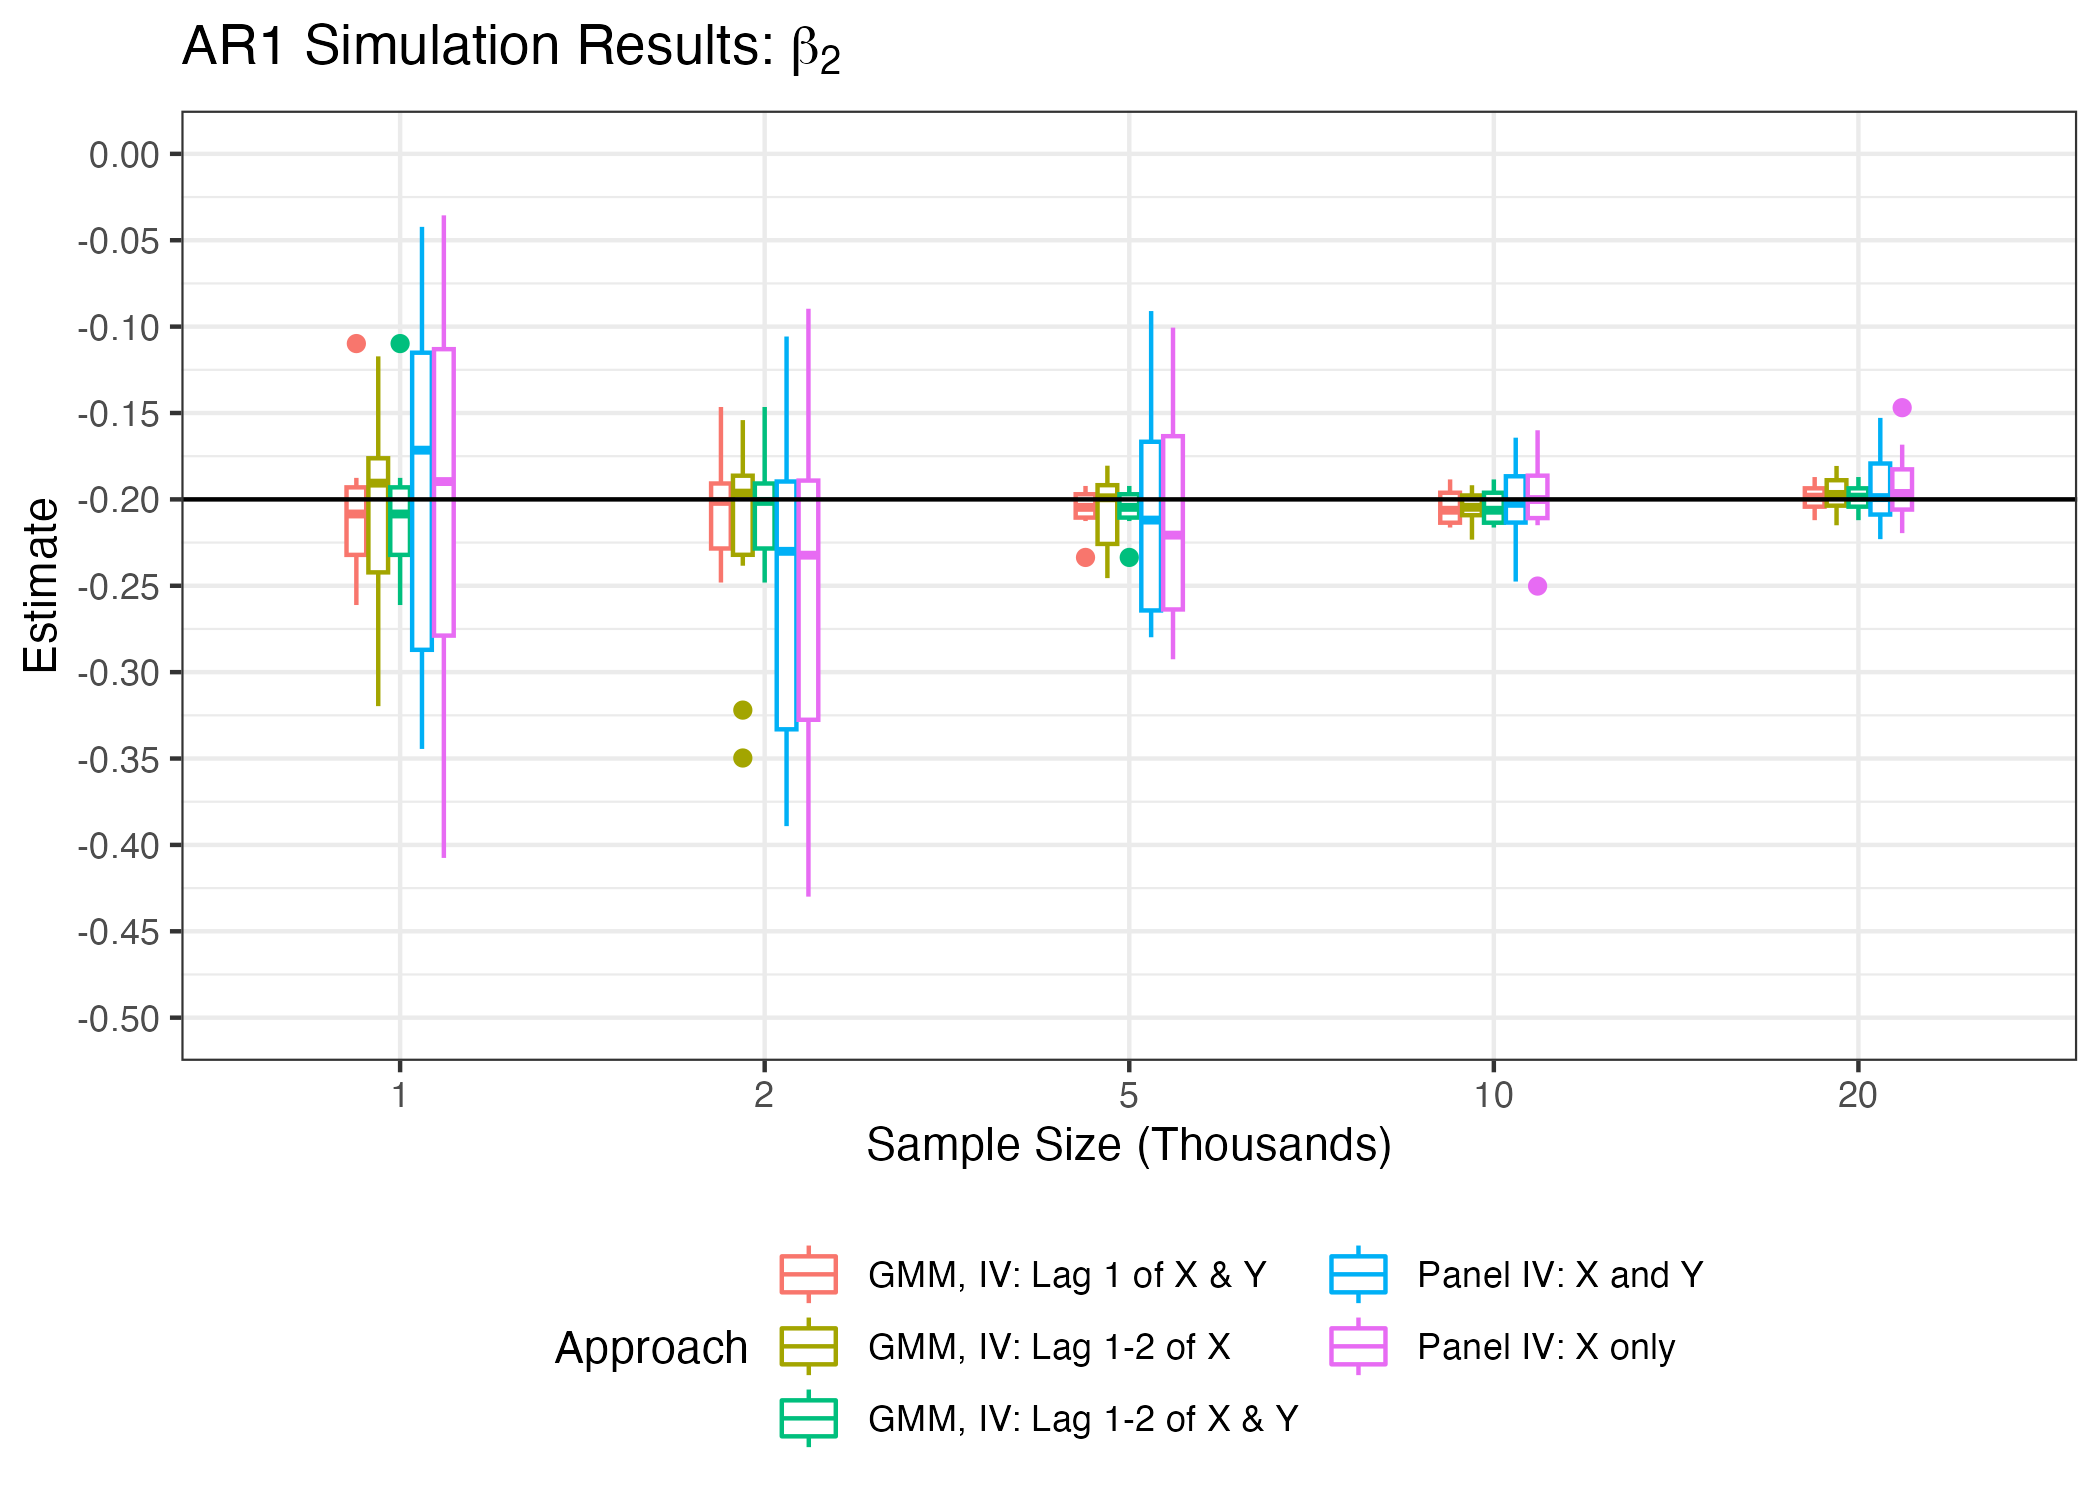 AR1 Simulation Results: β₂
Estimate
0.00
-0.05
-0.10
-0.15
-0.20
-0.25
-0.30
-0.35
-0.40
-0.45
-0.50
1 2 5 10 20
Sample Size (Thousands)
Approach
GMM, IV: Lag 1 of X & Y
GMM, IV: Lag 1-2 of X
GMM, IV: Lag 1-2 of X & Y
Panel IV: X and Y
Panel IV: X only